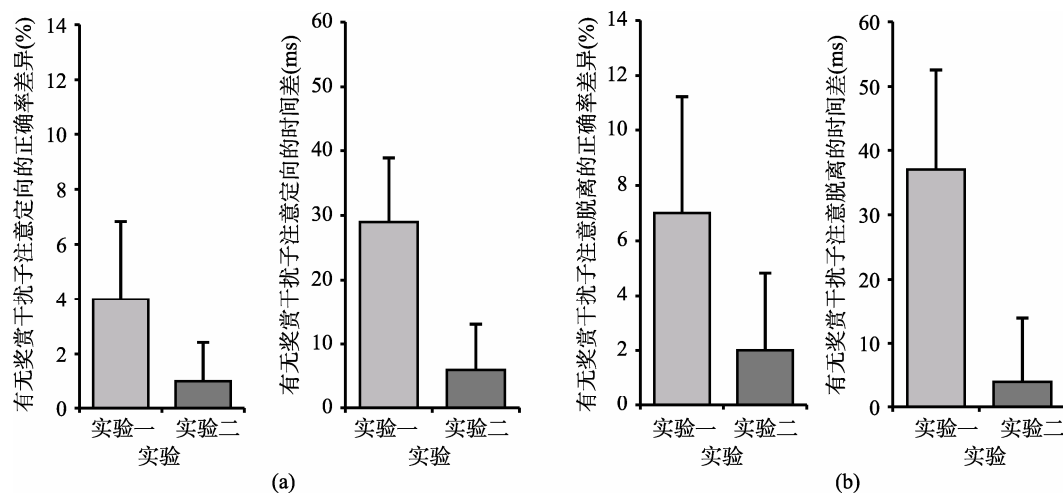 有无奖赏干扰子注意定向的正确率差异(%)
14
12
10
8
6
4
2
0
实验一 实验二
实验
有无奖赏干扰子注意定向的时间差(ms)
60
50
40
30
20
10
0
实验一 实验二
实验
(a)
有无奖赏干扰子注意脱离的正确率差异(%)
14
12
10
8
6
4
2
0
实验一 实验二
实验
有无奖赏干扰子注意脱离的时间差(ms)
60
50
40
30
20
10
0
实验一 实验二
实验
(b)